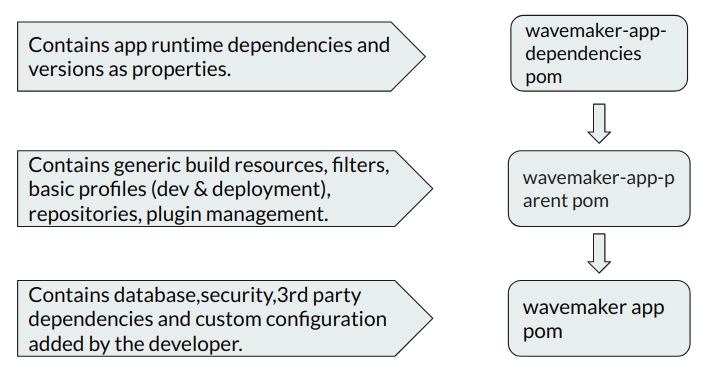 Contains app runtime dependencies and
versions as properties.
wavemaker-app-
dependencies
pom
Contains generic build resources, filters,
basic profiles (dev & deployment),
repositories, plugin management.
wavemaker-app-p
arent pom
Contains database,security,3rd party
dependencies and custom configuration
added by the developer.
wavemaker app
pom